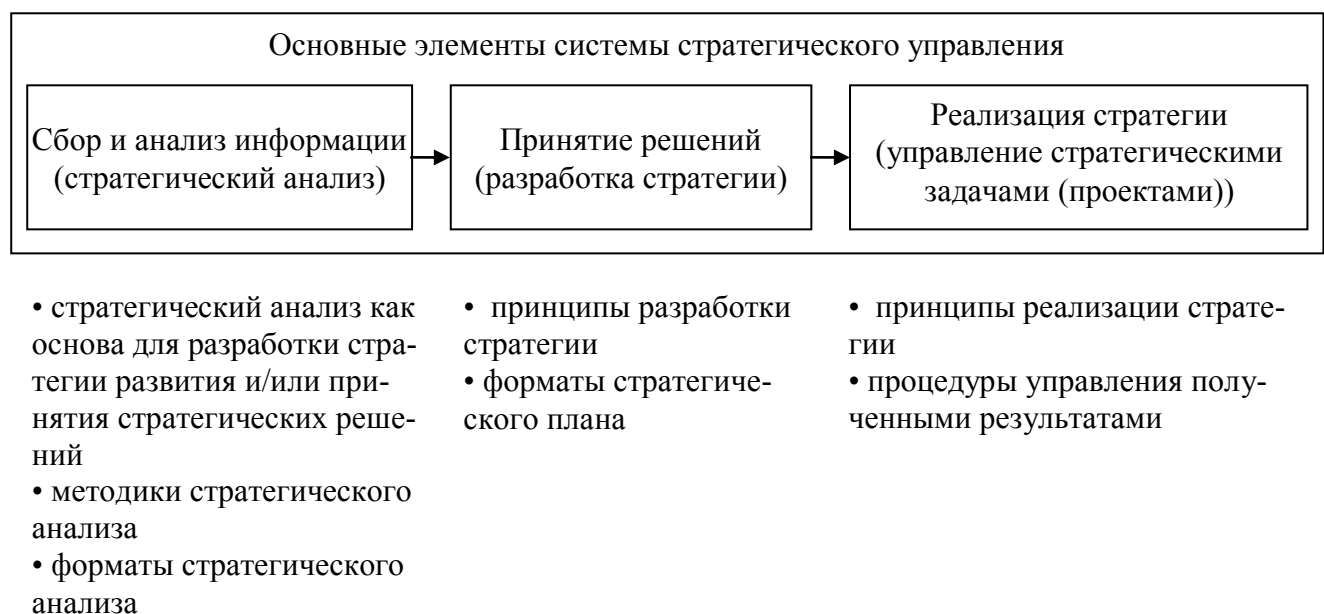 Основные элементы системы стратегического управления
Сбор и анализ информации
(стратегический анализ)
Принятие решений
(разработка стратегии)
Реализация стратегии
(управление стратегическими
задачами (проектами))
• стратегический анализ как
основа для разработки стра-
тегии развития и/или при-
нятия стратегических реше-
ний
• методики стратегического
анализа
• форматы стратегического
анализа
• принципы разработки
стратегии
• форматы стратегиче-
ского плана
• принципы реализации страте-
гии
• процедуры управления полу-
ченными результатами